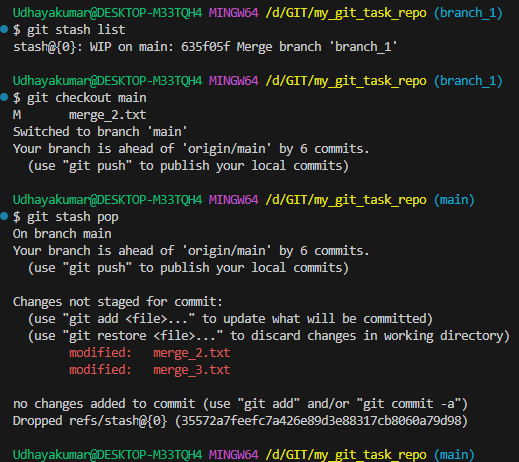 Udhayakumar@DESKTOP-M33TQH4 MINGW64 /d/GIT/my_git_task_repo (branch_1)
$ git stash list
stash@{0}: WIP on main: 635f05f Merge branch 'branch_1'
Udhayakumar@DESKTOP-M33TQH4 MINGW64 /d/GIT/my_git_task_repo (branch_1)
$ git checkout main
M       merge_2.txt
Switched to branch 'main'
Your branch is ahead of 'origin/main' by 6 commits.
  (use "git push" to publish your local commits)
Udhayakumar@DESKTOP-M33TQH4 MINGW64 /d/GIT/my_git_task_repo (main)
$ git stash pop
On branch main
Your branch is ahead of 'origin/main' by 6 commits.
  (use "git push" to publish your local commits)
Changes not staged for commit:
  (use "git add <file>..." to update what will be committed)
  (use "git restore <file>..." to discard changes in working directory)
        modified:   merge_2.txt
        modified:   merge_3.txt
no changes added to commit (use "git add" and/or "git commit -a")
Dropped refs/stash@{0} (35572a7feefc7a426e89d3e88317cb8060a79d98)
Udhayakumar@DESKTOP-M33TQH4 MINGW64 /d/GIT/my_git_task_repo (main)